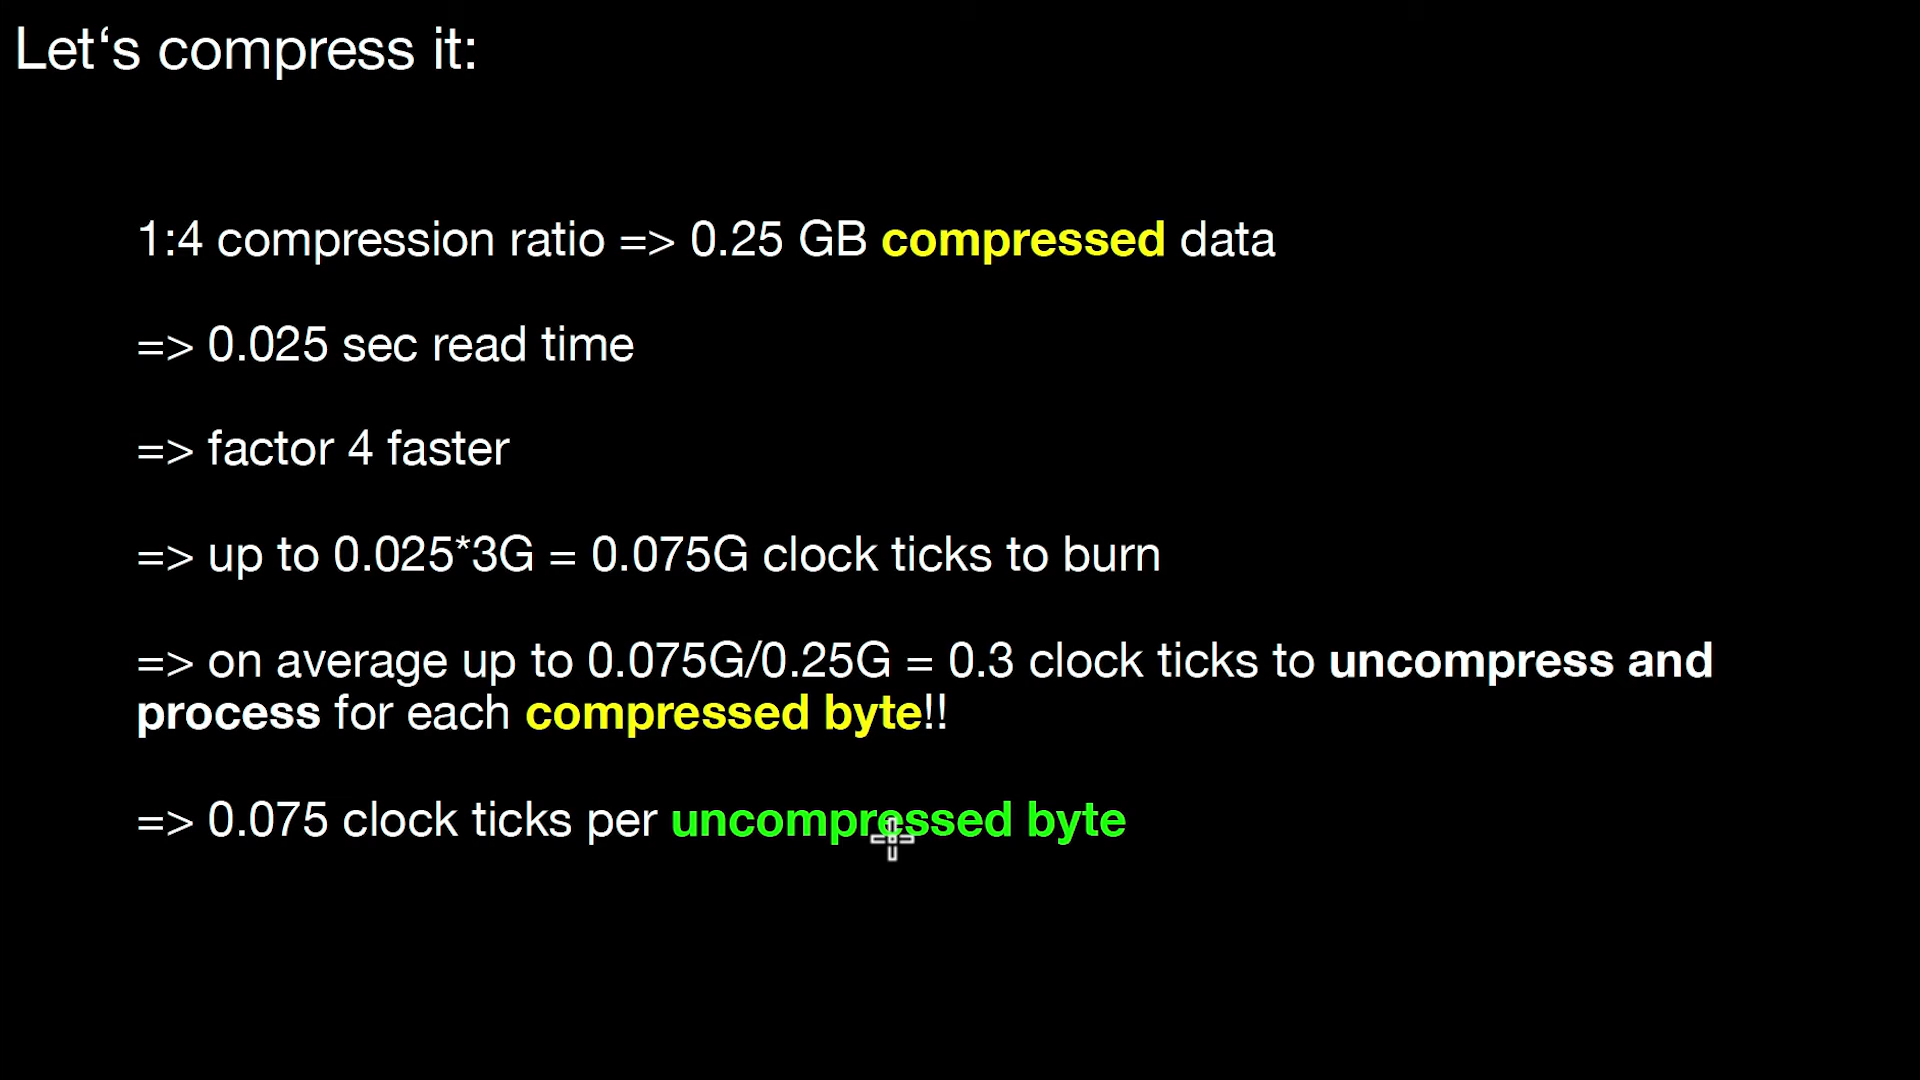 Let‘s compress it:
1:4 compression ratio => 0.25 GB compressed data
=> 0.025 sec read time
=> factor 4 faster
=> up to 0.025*3G = 0.075G clock ticks to burn
=> on average up to 0.075G/0.25G = 0.3 clock ticks to uncompress and
process for each compressed byte!!
=> 0.075 clock ticks per uncompressed byte